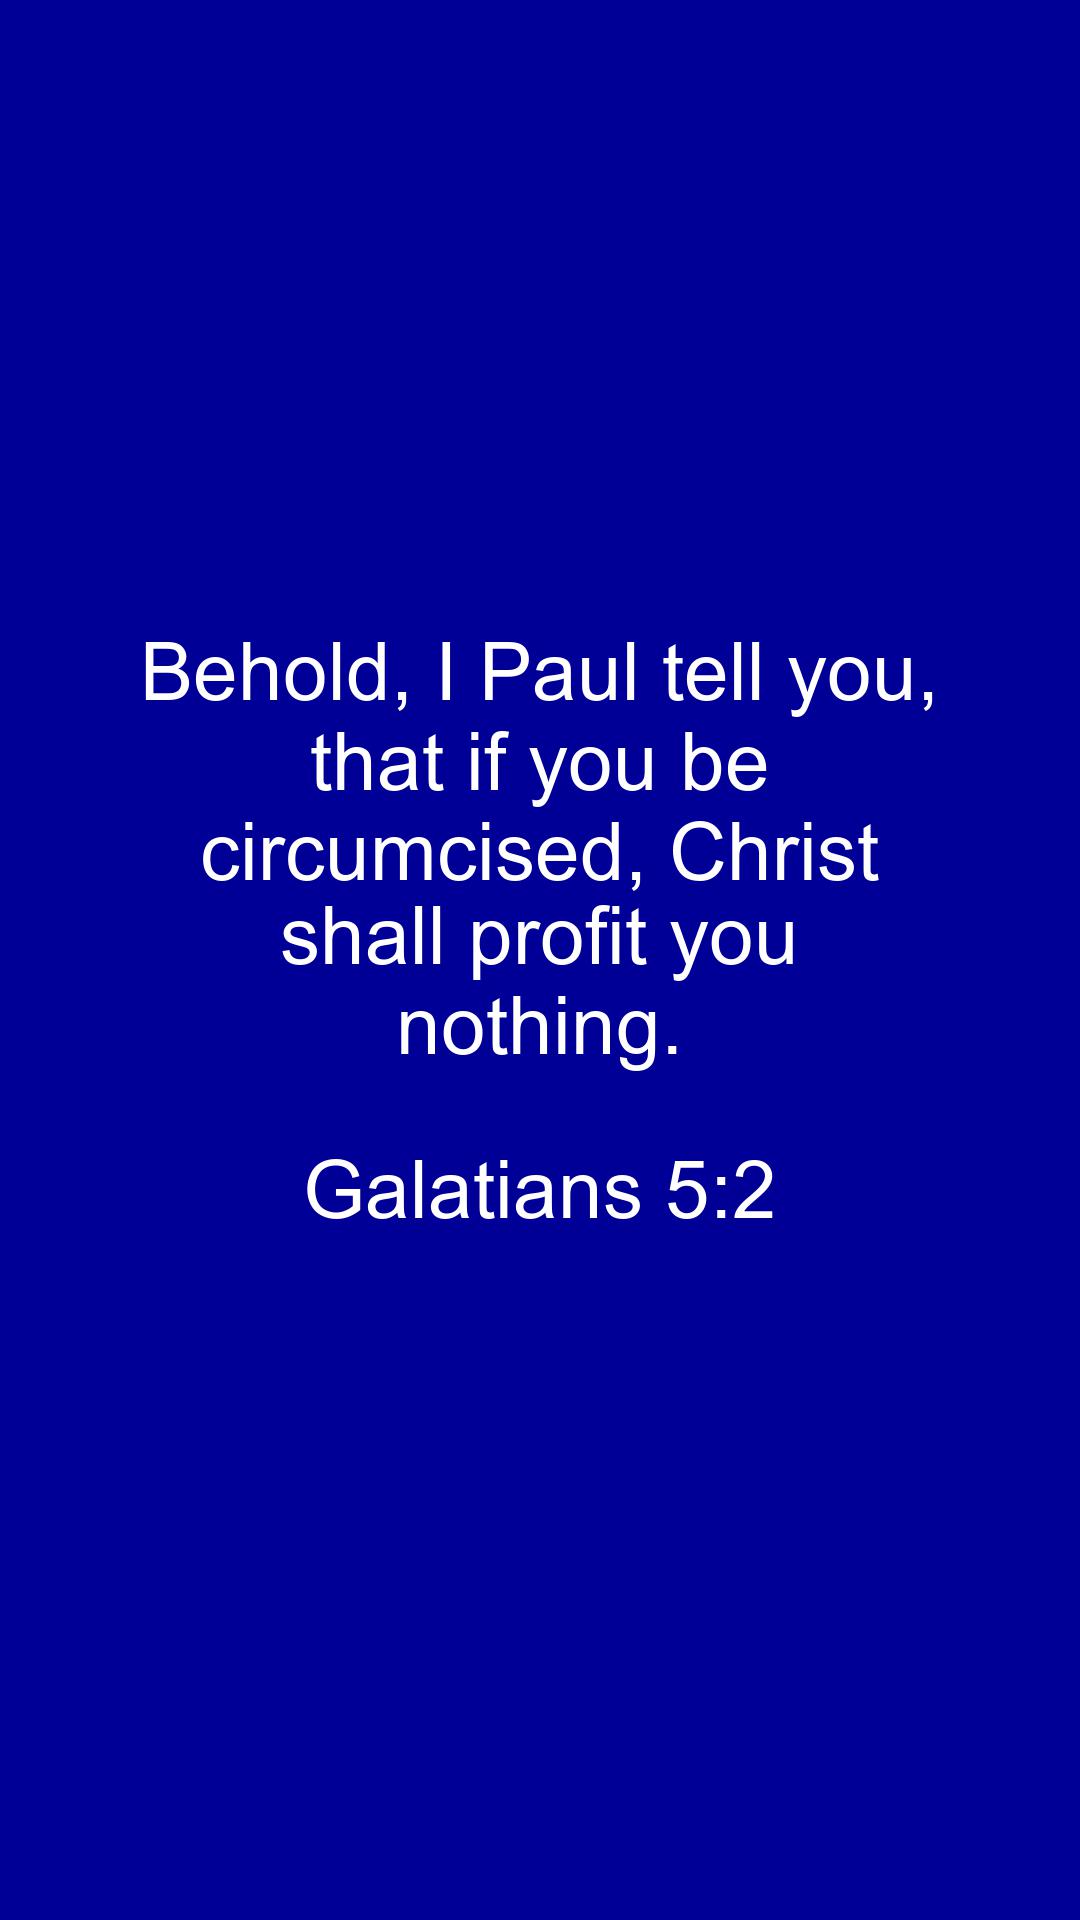 Behold, I Paul tell you,
that if you be
circumcised, Christ
shall profit you
nothing.
Galatians 5:2